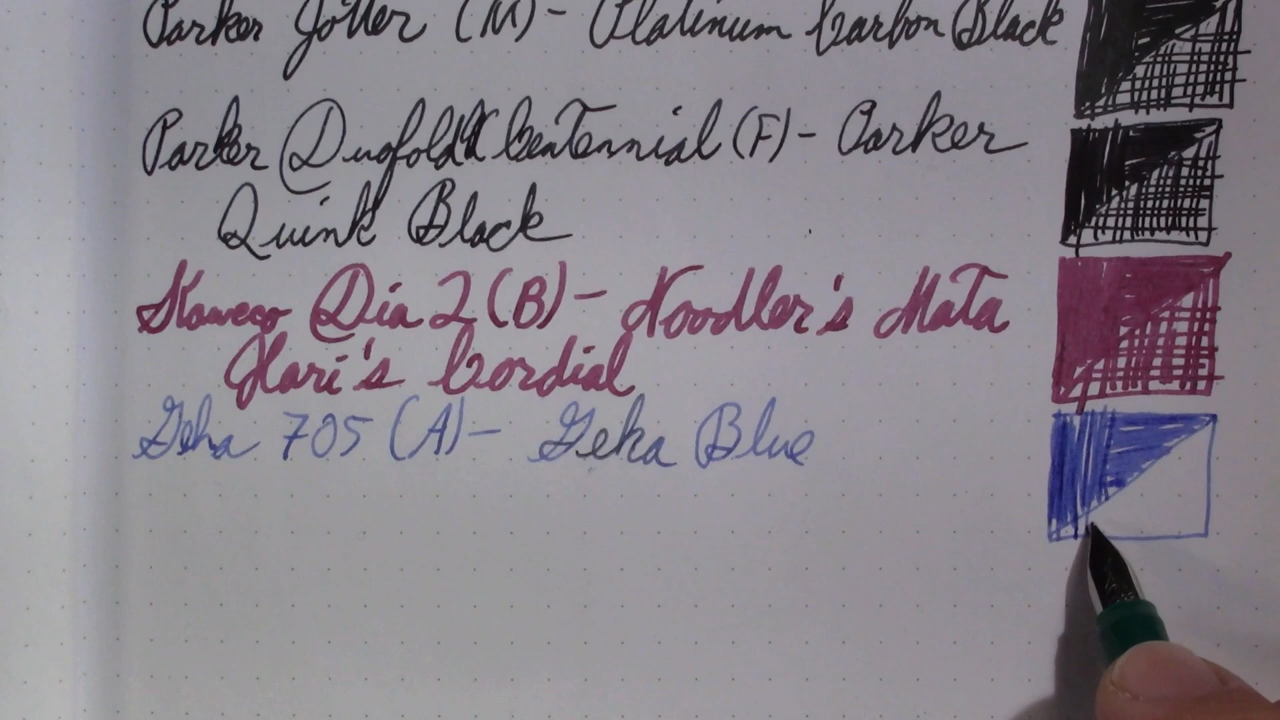 Parker Jotter (M) - Platinum Carbon Black
Parker Duofold Centennial (F) - Parker
Quink Black
Kaweco Dia 2 (B) - Noodler's Mata
Hari's Cordial
Geha 705 (A) - Geha Blue